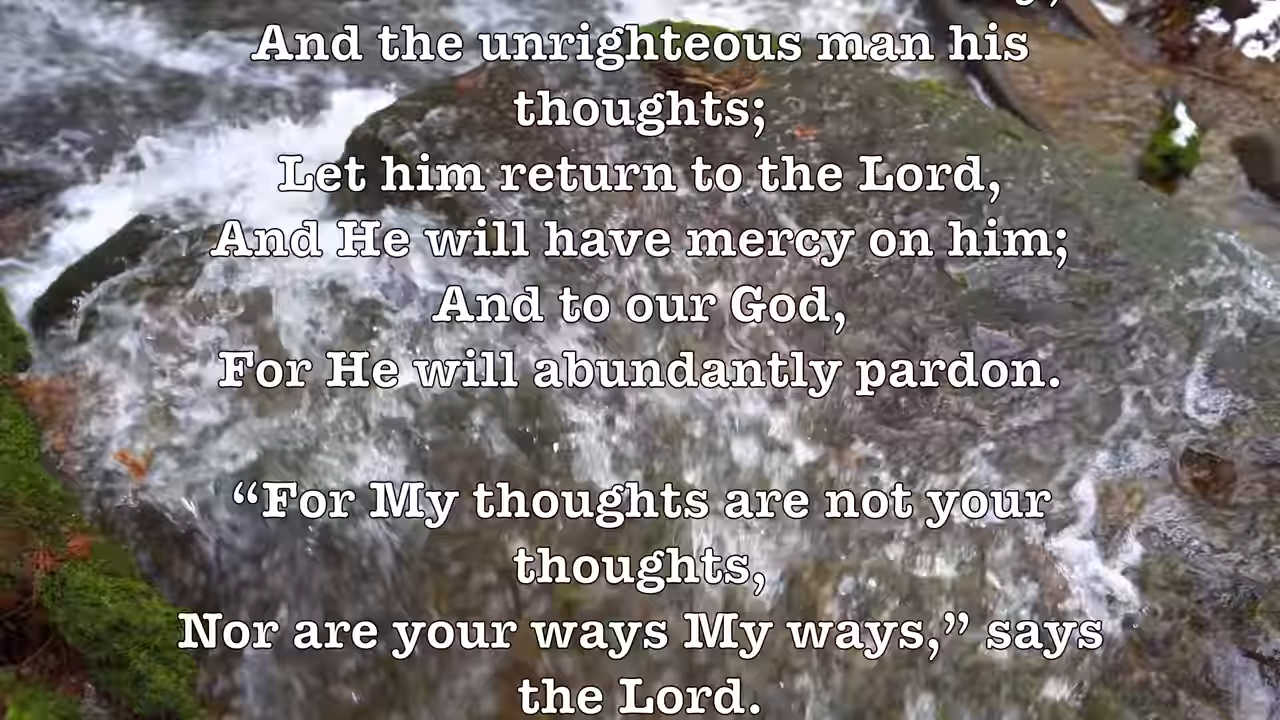 And the unrighteous man his
thoughts;
Let him return to the Lord,
And He will have mercy on him;
And to our God,
For He will abundantly pardon.
“For My thoughts are not your
thoughts,
Nor are your ways My ways,” says
the Lord.